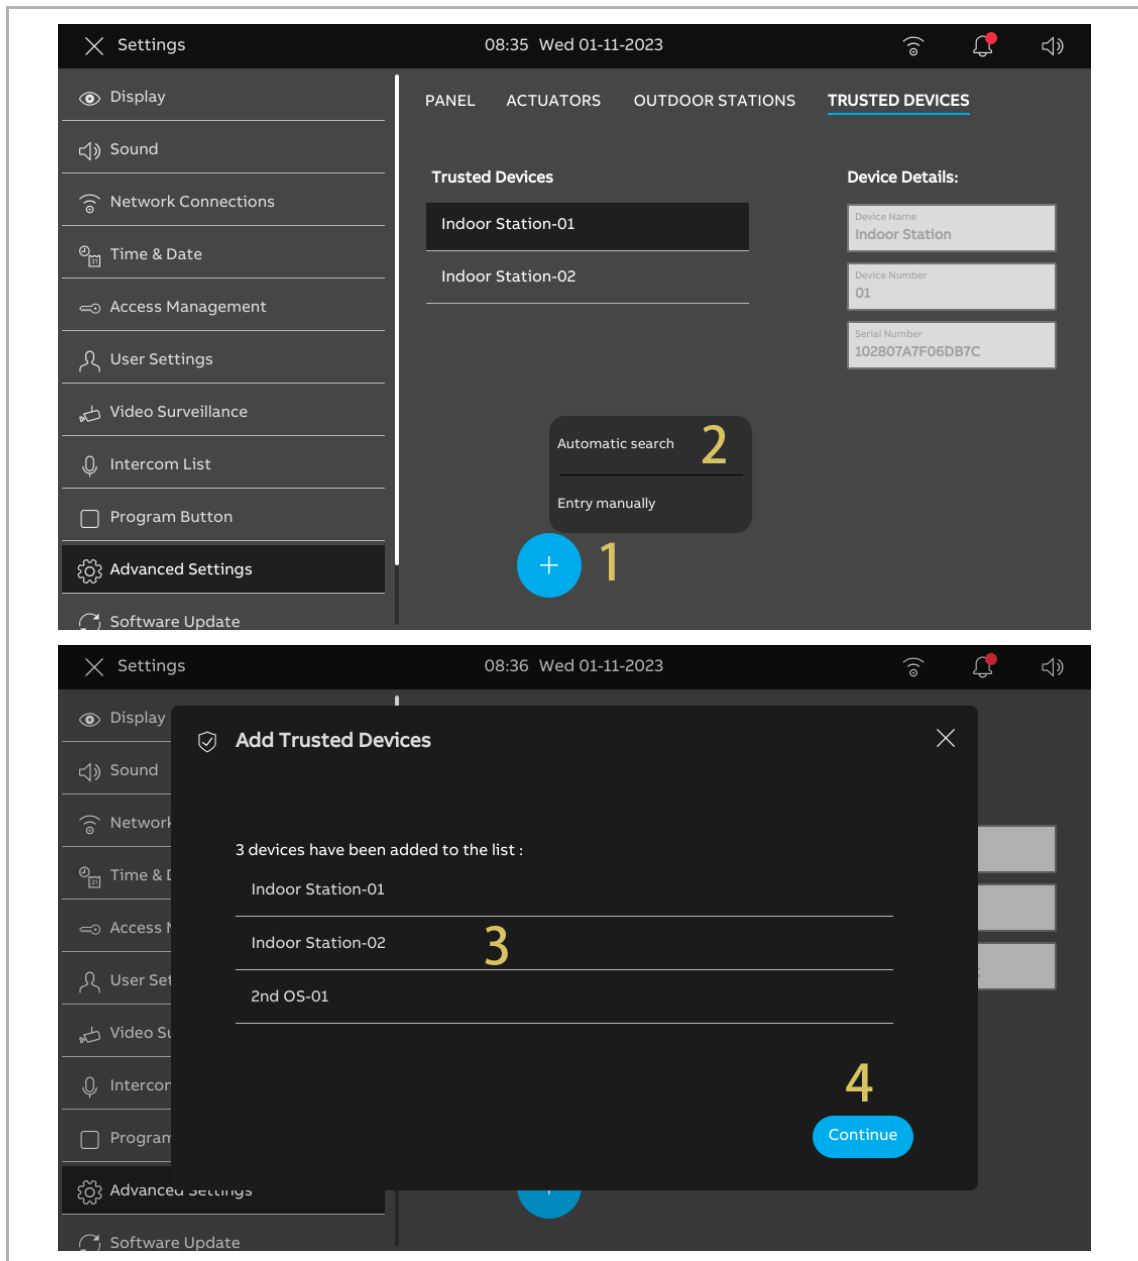 Settings 08:35 Wed 01-11-2023
Display
Sound
Network Connections
Time & Date
Access Management
User Settings
Video Surveillance
Intercom List
Program Button
Advanced Settings
Software Update
PANEL ACTUATORS OUTDOOR STATIONS TRUSTED DEVICES
Trusted Devices
Indoor Station-01
Indoor Station-02
Device Details:
Device Name
Indoor Station
Device Number
01
Serial Number
102807A7F06DB7C
Automatic search 2
Entry manually
+ 1
Settings 08:36 Wed 01-11-2023
Display
Sound
Network
Time & D
Access M
User Set
Video Su
Intercom
Program
Advanced Settings
Software Update
Add Trusted Devices
3 devices have been added to the list :
Indoor Station-01
Indoor Station-02 3
2nd OS-01
4
Continue